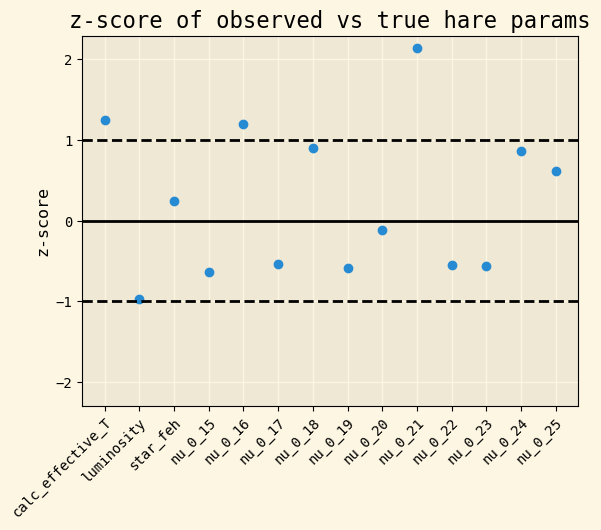 z-score of observed vs true hare params
z-score
2
1
0
−1
−2
calc_effective_T
luminosity
star_feh
nu_0_15
nu_0_16
nu_0_17
nu_0_18
nu_0_19
nu_0_20
nu_0_21
nu_0_22
nu_0_23
nu_0_24
nu_0_25